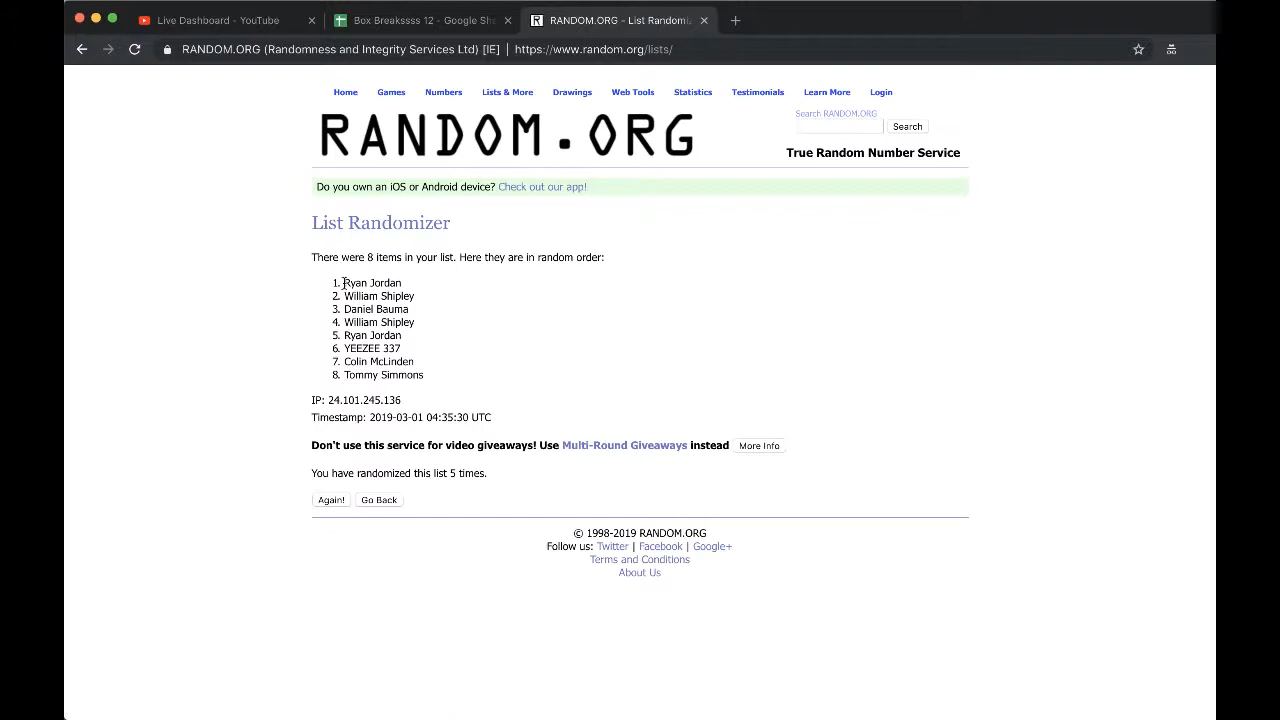 Live Dashboard - YouTube
Box Breakssss 12 - Google She
RANDOM.ORG - List Randomiz
RANDOM.ORG (Randomness and Integrity Services Ltd) [IE] | https://www.random.org/lists/
Home Games Numbers Lists & More Drawings Web Tools Statistics Testimonials Learn More Login
RANDOM.ORG
Search RANDOM.ORG
Search
True Random Number Service
Do you own an iOS or Android device? Check out our app!
List Randomizer
There were 8 items in your list. Here they are in random order:
1. Ryan Jordan
2. William Shipley
3. Daniel Bauma
4. William Shipley
5. Ryan Jordan
6. YEEZEE 337
7. Colin McLinden
8. Tommy Simmons
IP: 24.101.245.136
Timestamp: 2019-03-01 04:35:30 UTC
Don't use this service for video giveaways! Use Multi-Round Giveaways instead More Info
You have randomized this list 5 times.
Again! Go Back
© 1998-2019 RANDOM.ORG
Follow us: Twitter | Facebook | Google+
Terms and Conditions
About Us